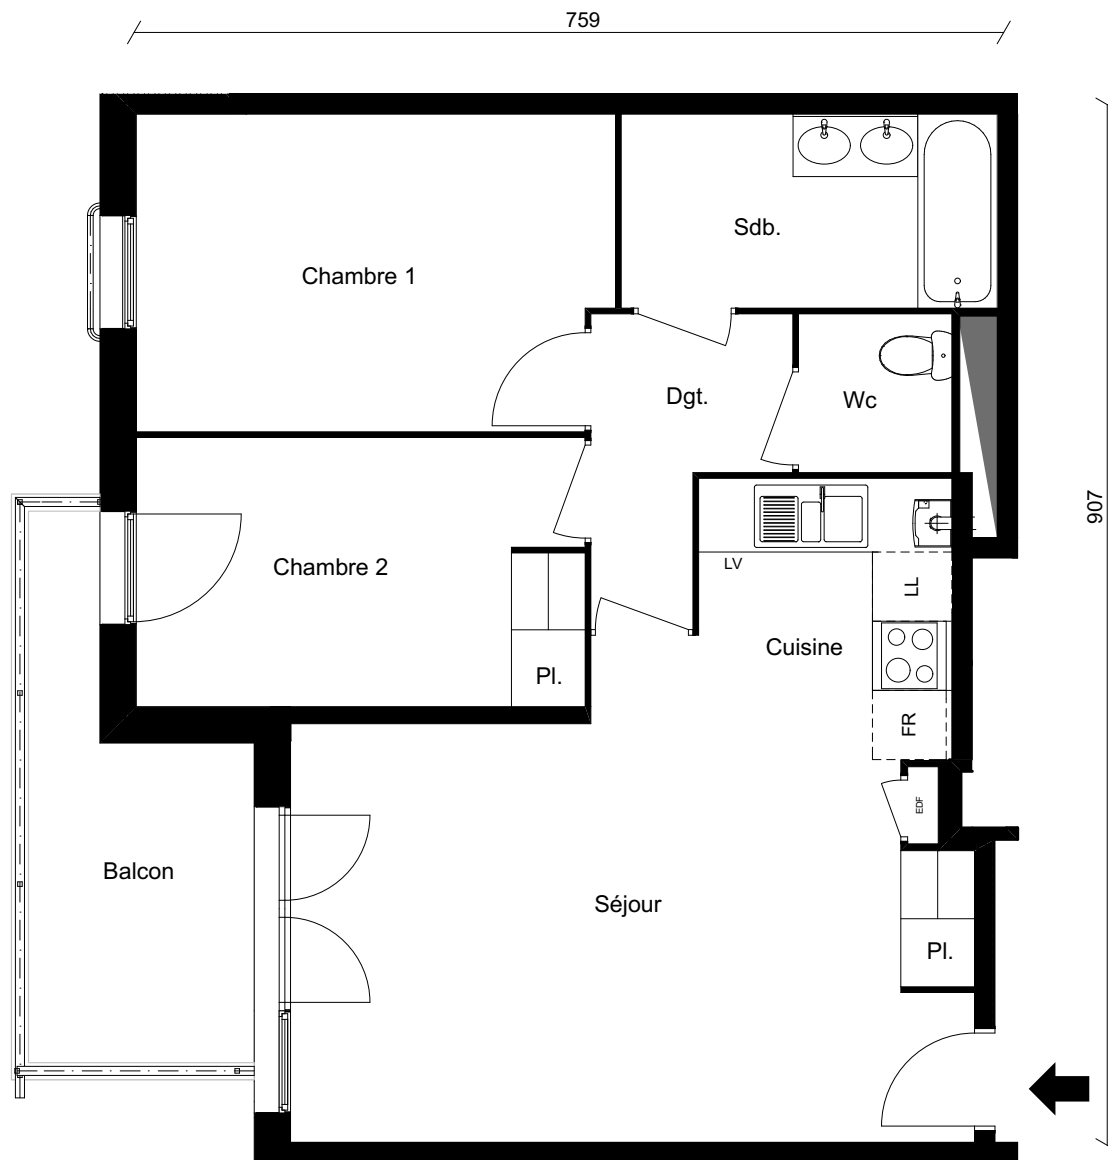 759
Sdb.
Chambre 1
Dgt.
Wc
907
Chambre 2
LV
LL
Cuisine
Pl.
FR
EDF
Balcon
Séjour
Pl.